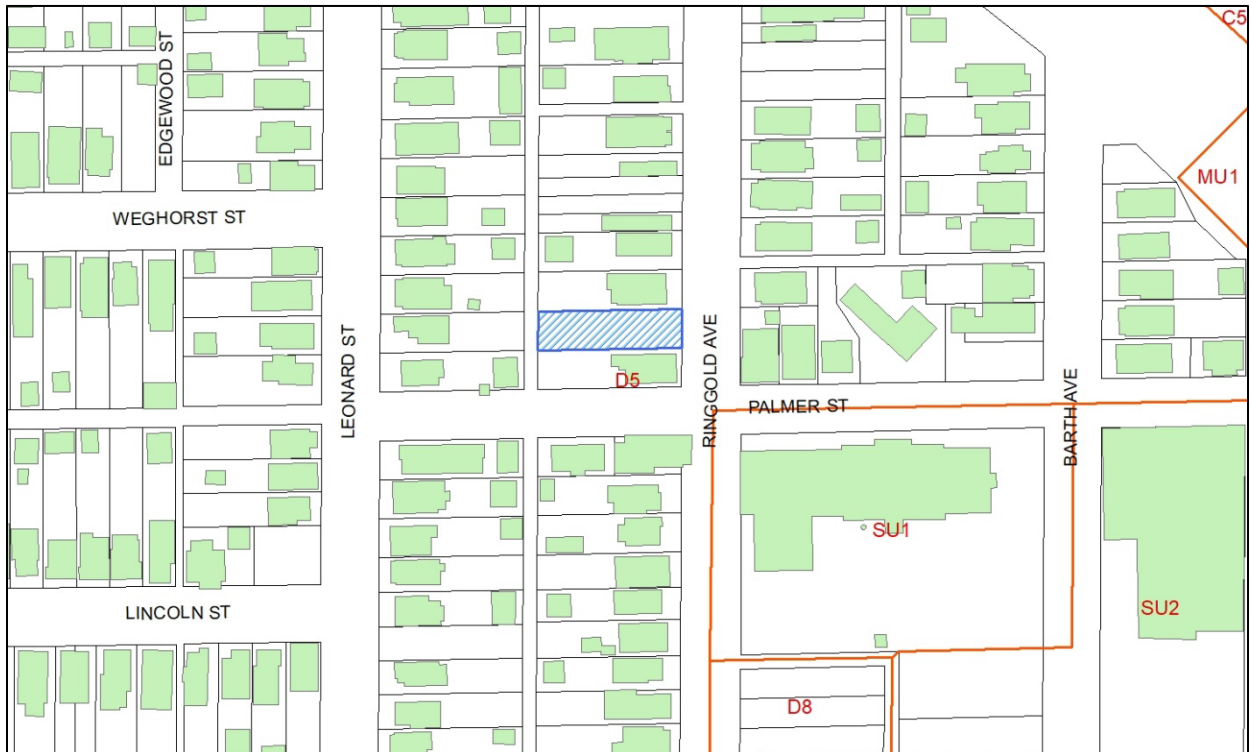 C5
EDGEWOOD ST
MU1
WEGHORST ST
LEONARD ST
RINGGOLD AVE
D5
PALMER ST
BARTH AVE
SU1
SU2
LINCOLN ST
D8